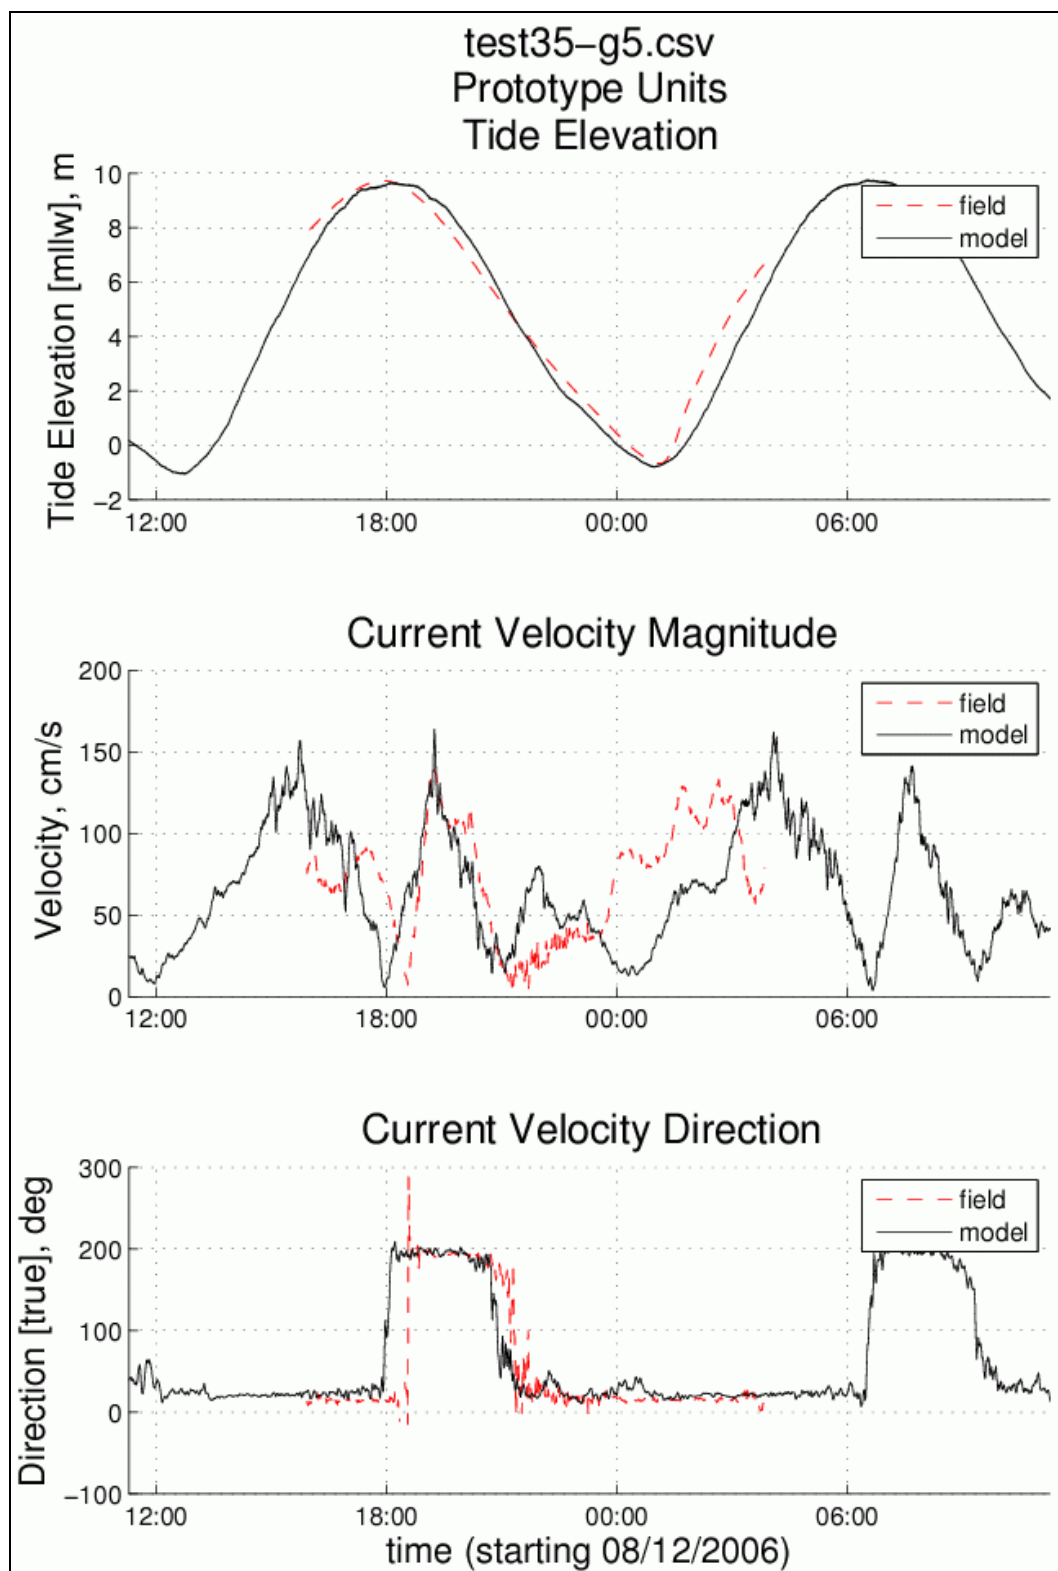 test35-g5.csv
Prototype Units
Tide Elevation
Tide Elevation [mllw], m
10
8
6
4
2
0
−2
12:00 18:00 00:00 06:00
field
model
Current Velocity Magnitude
Velocity, cm/s
200
150
100
50
0
12:00 18:00 00:00 06:00
field
model
Current Velocity Direction
Direction [true], deg
300
200
100
0
−100
12:00 18:00 00:00 06:00
field
model
time (starting 08/12/2006)